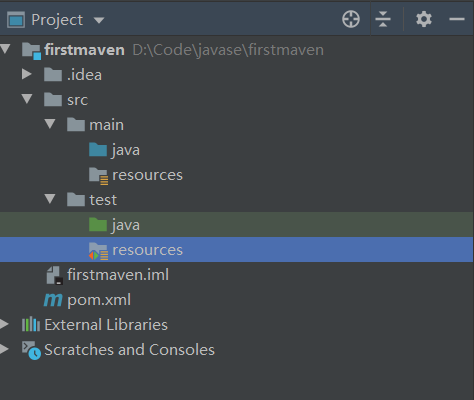 Project
firstmaven D:\Code\javase\firstmaven
.idea
src
main
java
resources
test
java
resources
firstmaven.iml
pom.xml
External Libraries
Scratches and Consoles